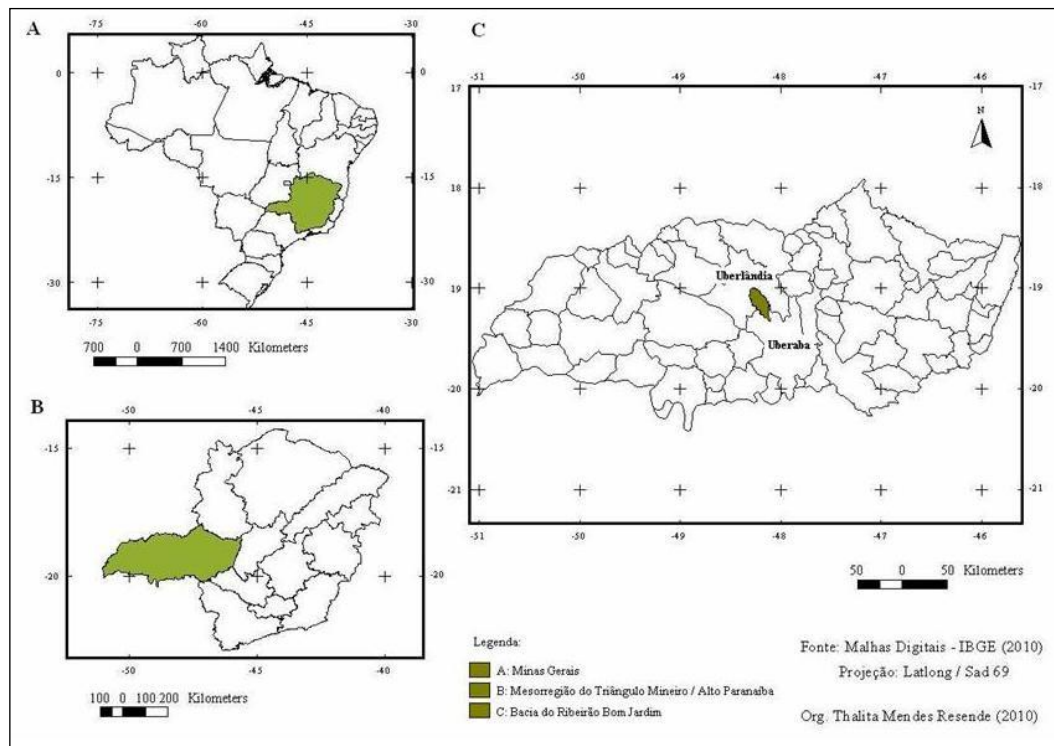 A
-75 -60 -45 -30
0 0
-15 -15
-30 -30
-75 -60 -45 -30
700 0 700 1400 Kilometers
B
-50 -45 -40
-15 -15
-20 -20
-50 -45 -40
100 0 100 200 Kilometers
C
-51 -50 -49 -48 -47 -46
-17 -17
N
-18 -18
Uberlândia
-19 -19
Uberaba
-20 -20
-21 -21
-51 -50 -49 -48 -47 -46
50 0 50 Kilometers
Legenda:
A: Minas Gerais
B: Mesorregião do Triângulo Mineiro / Alto Paranaíba
C: Bacia do Ribeirão Bom Jardim
Fonte: Malhas Digitais - IBGE (2010)
Projeção: Latlong / Sad 69
Org. Thalita Mendes Resende (2010)